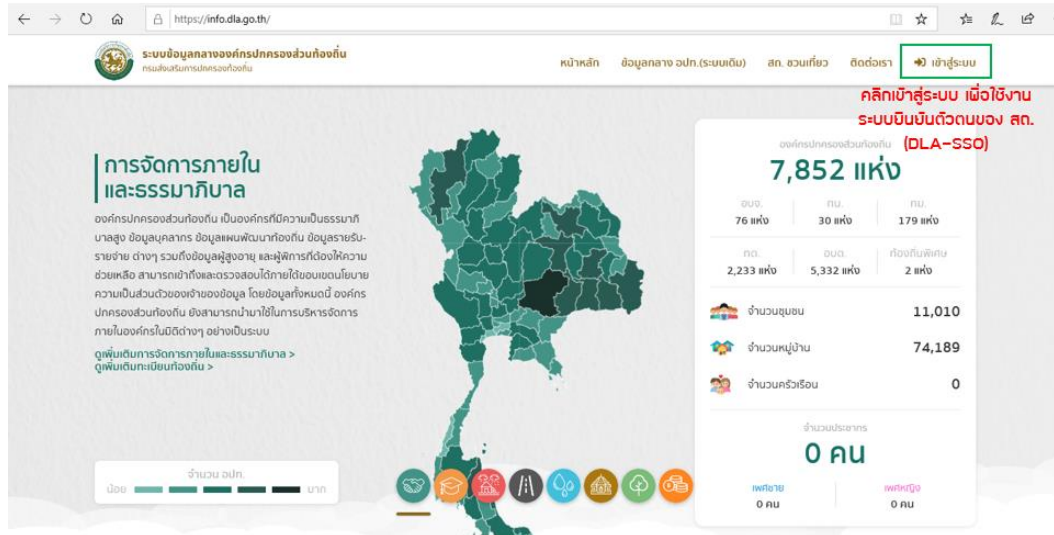 https://info.dla.go.th/
ระบบข้อมูลกลางองค์กรปกครองส่วนท้องถิ่น
กรมส่งเสริมการปกครองท้องถิ่น
หน้าหลัก ข้อมูลกลาง อปท.(ระบบเดิม) สถ. ชวนเที่ยว ติดต่อเรา เข้าสู่ระบบ
คลิกเข้าสู่ระบบ เพื่อใช้งาน
ระบบยืนยันตัวตนของ สถ.
(DLA-SSO)
การจัดการภายใน
และธรรมาภิบาล
องค์กรปกครองส่วนท้องถิ่น เป็นองค์กรที่มีความเป็นธรรมาภิ
บาลสูง ข้อมูลบุคลากร ข้อมูลแผนพัฒนาท้องถิ่น ข้อมูลรายรับ-
รายจ่าย ต่างๆ รวมถึงข้อมูลผู้สูงอายุ และผู้พิการที่ต้องให้ความ
ช่วยเหลือ สามารถเข้าถึงและตรวจสอบได้ภายใต้ขอบเขตนโยบาย
ความเป็นส่วนตัวของเจ้าของข้อมูล โดยข้อมูลทั้งหมดนี้ องค์กร
ปกครองส่วนท้องถิ่น ยังสามารถนำมาใช้ในการบริหารจัดการ
ภายในองค์กรในมิติต่างๆ อย่างเป็นระบบ
ดูเพิ่มเติมการจัดการภายในและธรรมาภิบาล >
ดูเพิ่มเติมทะเบียนท้องถิ่น >
จำนวน อปท.
น้อย มาก
องค์กรปกครองส่วนท้องถิ่น
7,852 แห่ง
อบจ. ทน. ทม.
76 แห่ง 30 แห่ง 179 แห่ง
ทต. อบต. ท้องถิ่นพิเศษ
2,233 แห่ง 5,332 แห่ง 2 แห่ง
จำนวนชุมชน 11,010
จำนวนหมู่บ้าน 74,189
จำนวนครัวเรือน 0
จำนวนประชากร
0 คน
เพศชาย เพศหญิง
0 คน 0 คน